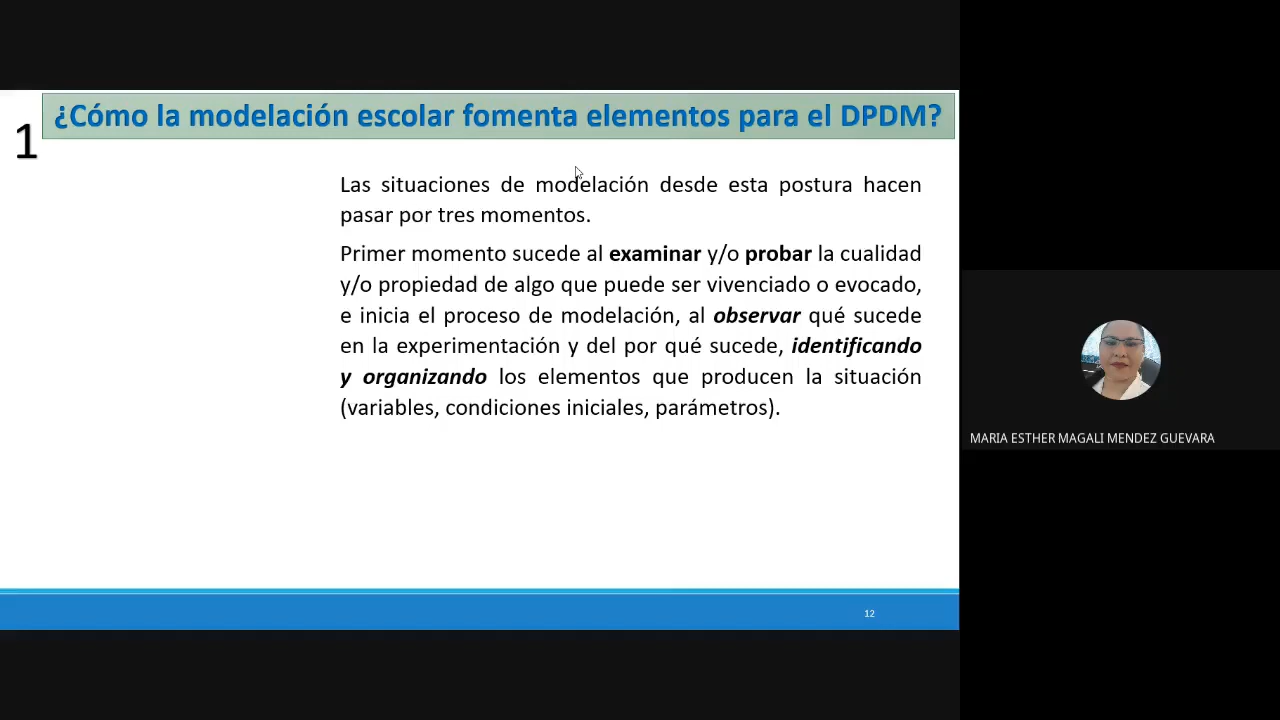 ¿Cómo la modelación escolar fomenta elementos para el DPDM?
1
Las situaciones de modelación desde esta postura hacen
pasar por tres momentos.
Primer momento sucede al examinar y/o probar la cualidad
y/o propiedad de algo que puede ser vivenciado o evocado,
e inicia el proceso de modelación, al observar qué sucede
en la experimentación y del por qué sucede, identificando
y organizando los elementos que producen la situación
(variables, condiciones iniciales, parámetros).
12
MARIA ESTHER MAGALI MENDEZ GUEVARA